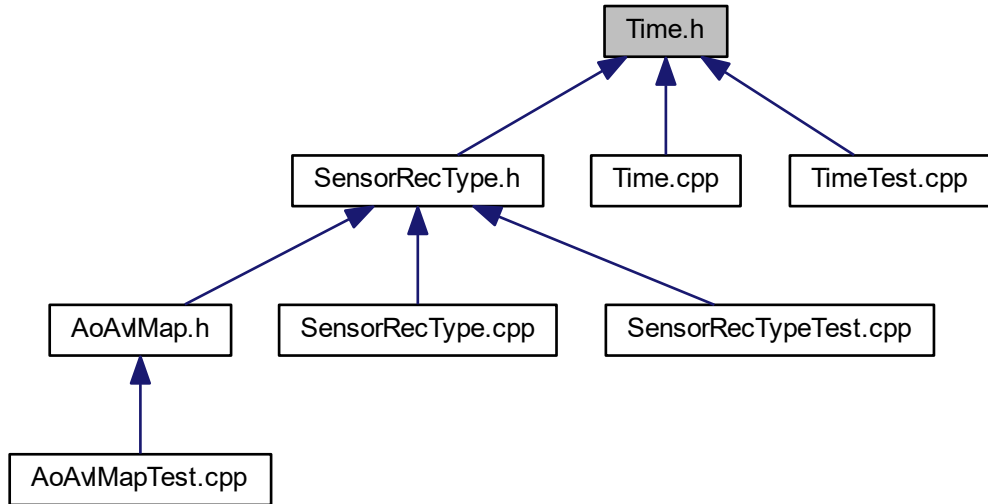 Time.h
SensorRecType.h
Time.cpp
TimeTest.cpp
AoAvlMap.h
SensorRecType.cpp
SensorRecTypeTest.cpp
AoAvlMapTest.cpp